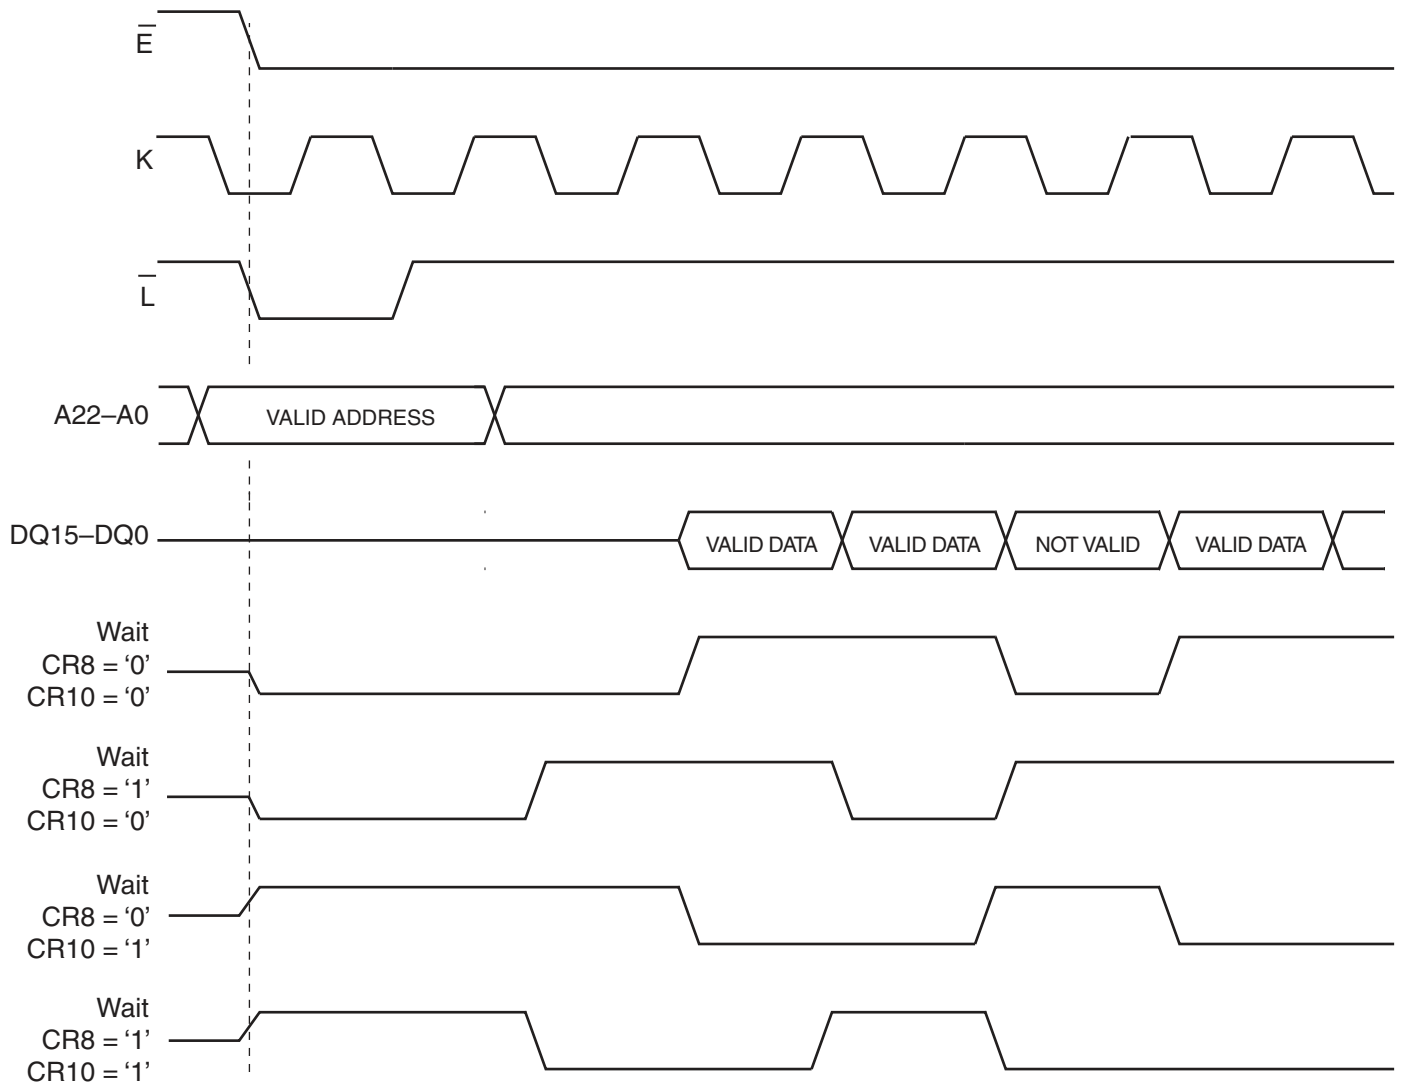 E̅
K
L̅
A22–A0
VALID ADDRESS
DQ15–DQ0
VALID DATA
VALID DATA
NOT VALID
VALID DATA
Wait
CR8 = ‘0’
CR10 = ‘0’
Wait
CR8 = ‘1’
CR10 = ‘0’
Wait
CR8 = ‘0’
CR10 = ‘1’
Wait
CR8 = ‘1’
CR10 = ‘1’